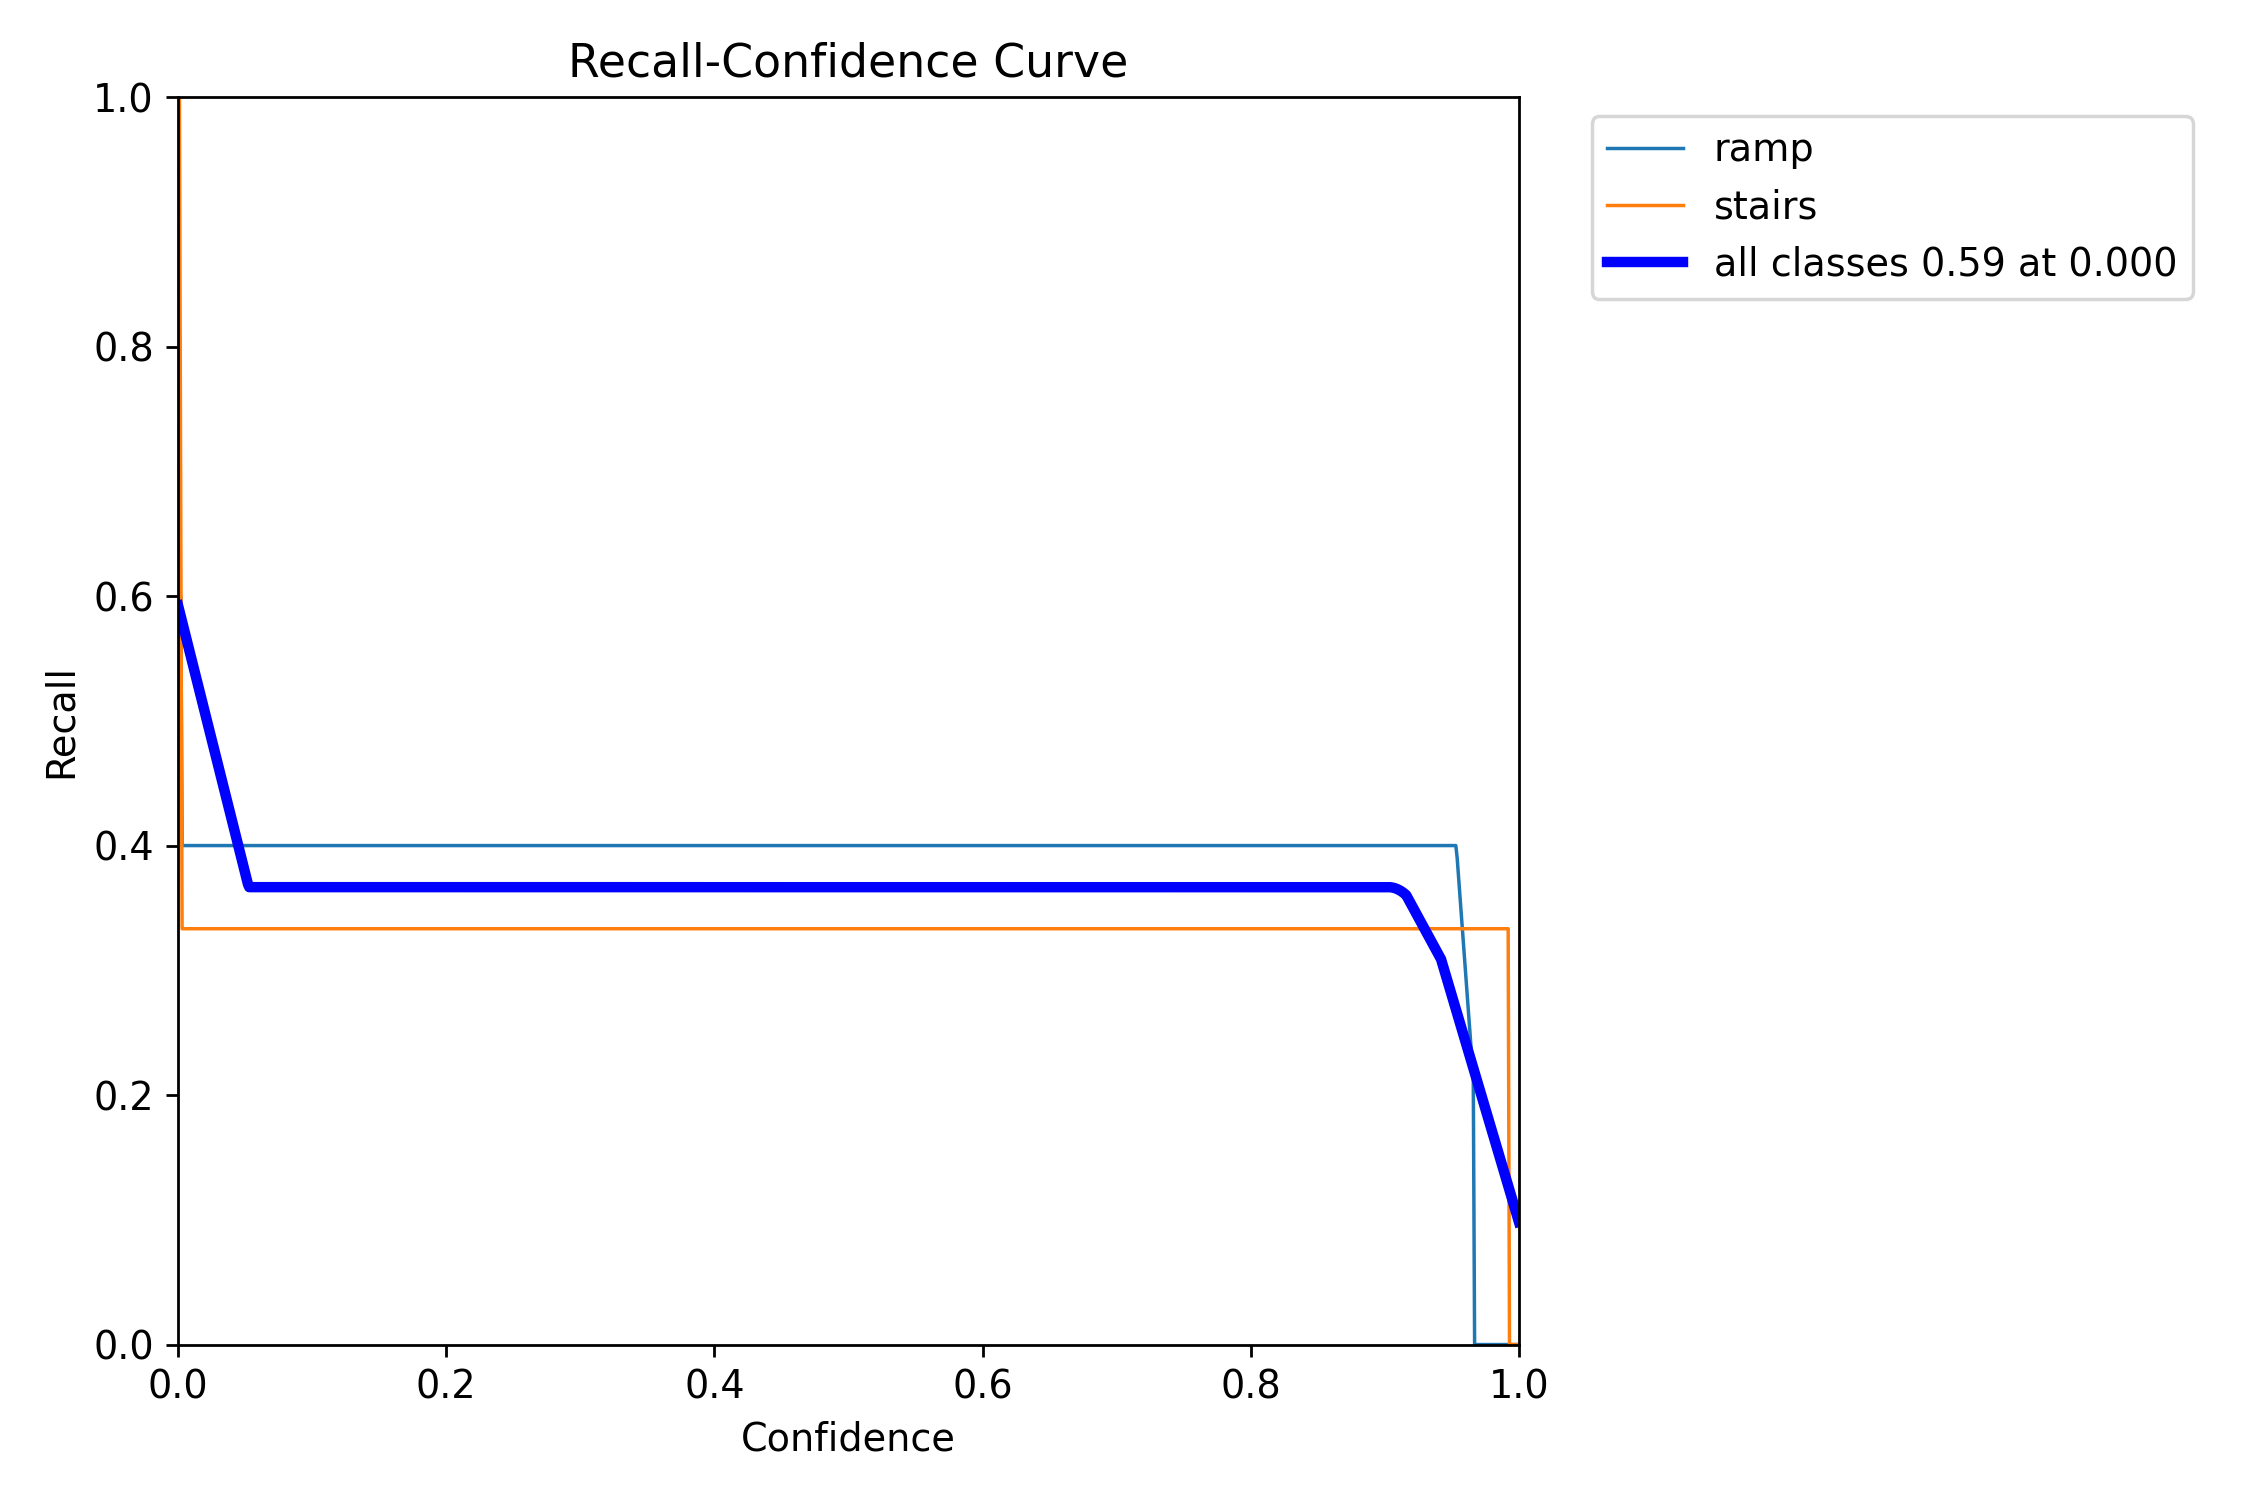 Recall-Confidence Curve
1.0
0.8
0.6
0.4
0.2
0.0
Recall
0.0 0.2 0.4 0.6 0.8 1.0
Confidence
ramp
stairs
all classes 0.59 at 0.000